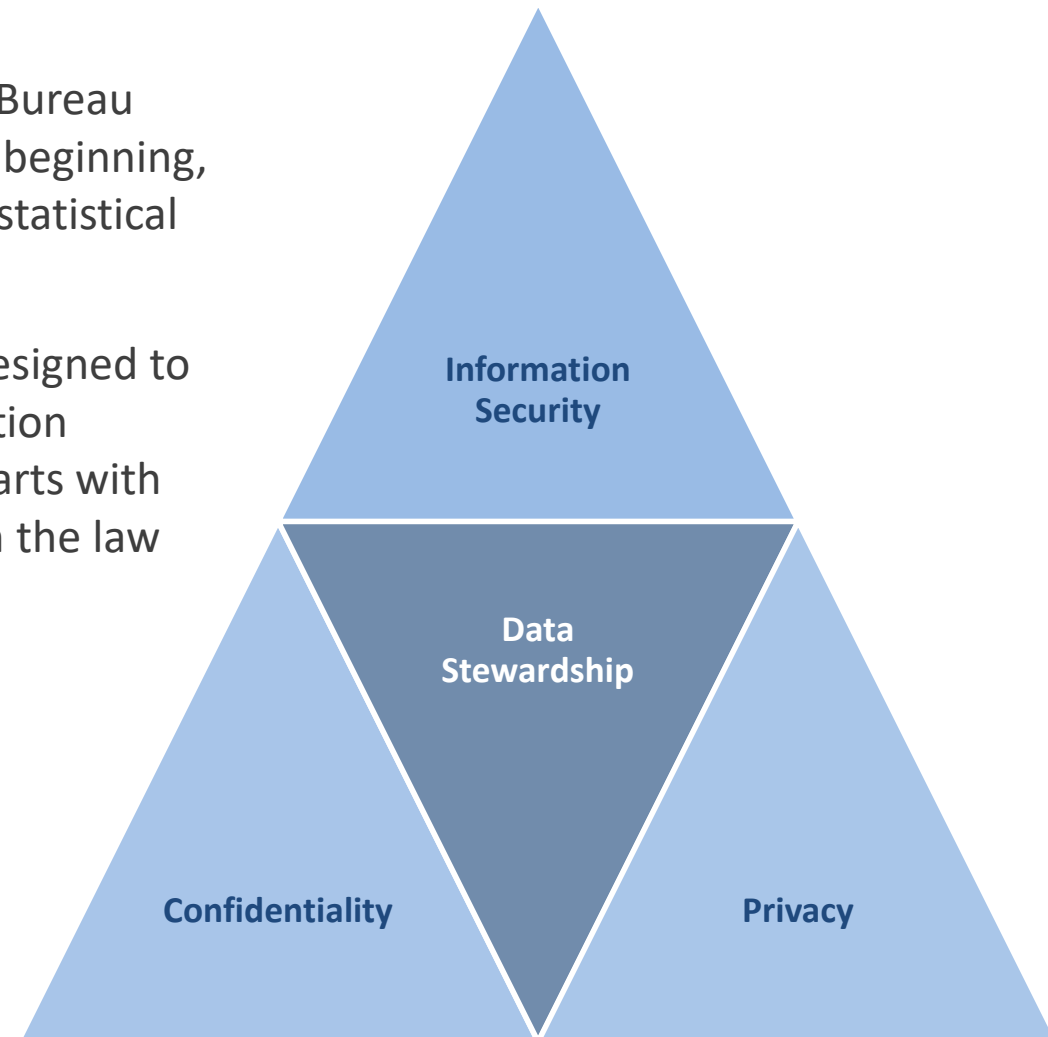 Bureau
beginning,
statistical
esigned to
tion
arts with
the law
Information
Security
Data
Stewardship
Confidentiality
Privacy